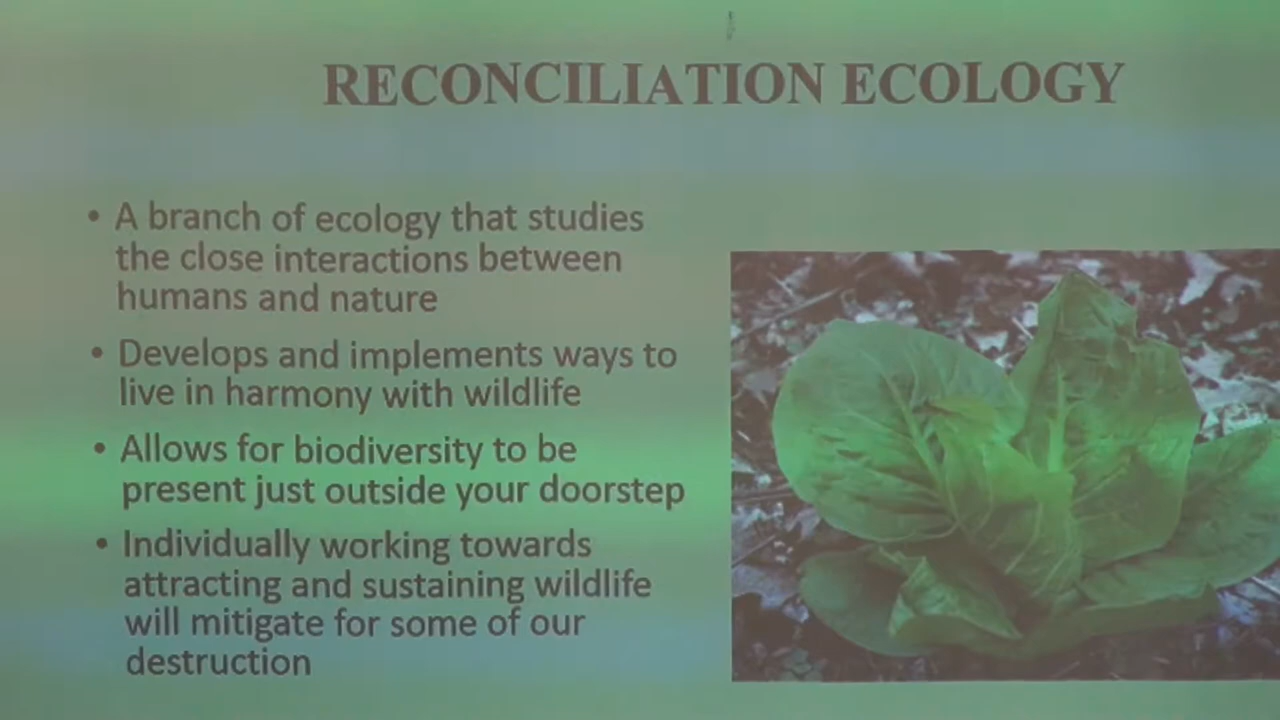 RECONCILIATION ECOLOGY
• A branch of ecology that studies
the close interactions between
humans and nature
• Develops and implements ways to
live in harmony with wildlife
• Allows for biodiversity to be
present just outside your doorstep
• Individually working towards
attracting and sustaining wildlife
will mitigate for some of our
destruction